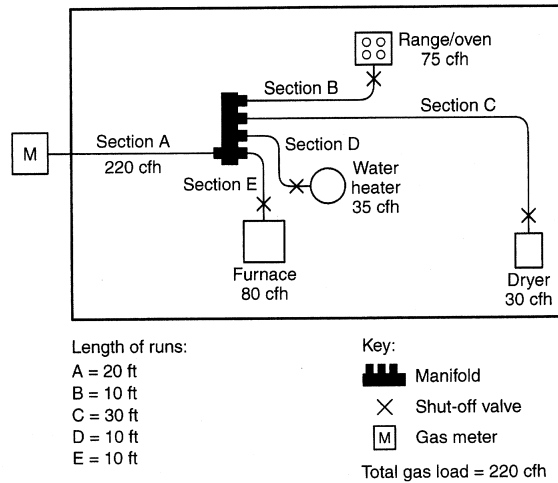 Range/oven
75 cfh
Section B
Section C
Section A
220 cfh
M
Section D
Water
heater
35 cfh
Section E
Furnace
80 cfh
Dryer
30 cfh
Length of runs:
A = 20 ft
B = 10 ft
C = 30 ft
D = 10 ft
E = 10 ft
Key:
Manifold
Shut-off valve
M Gas meter
Total gas load = 220 cfh